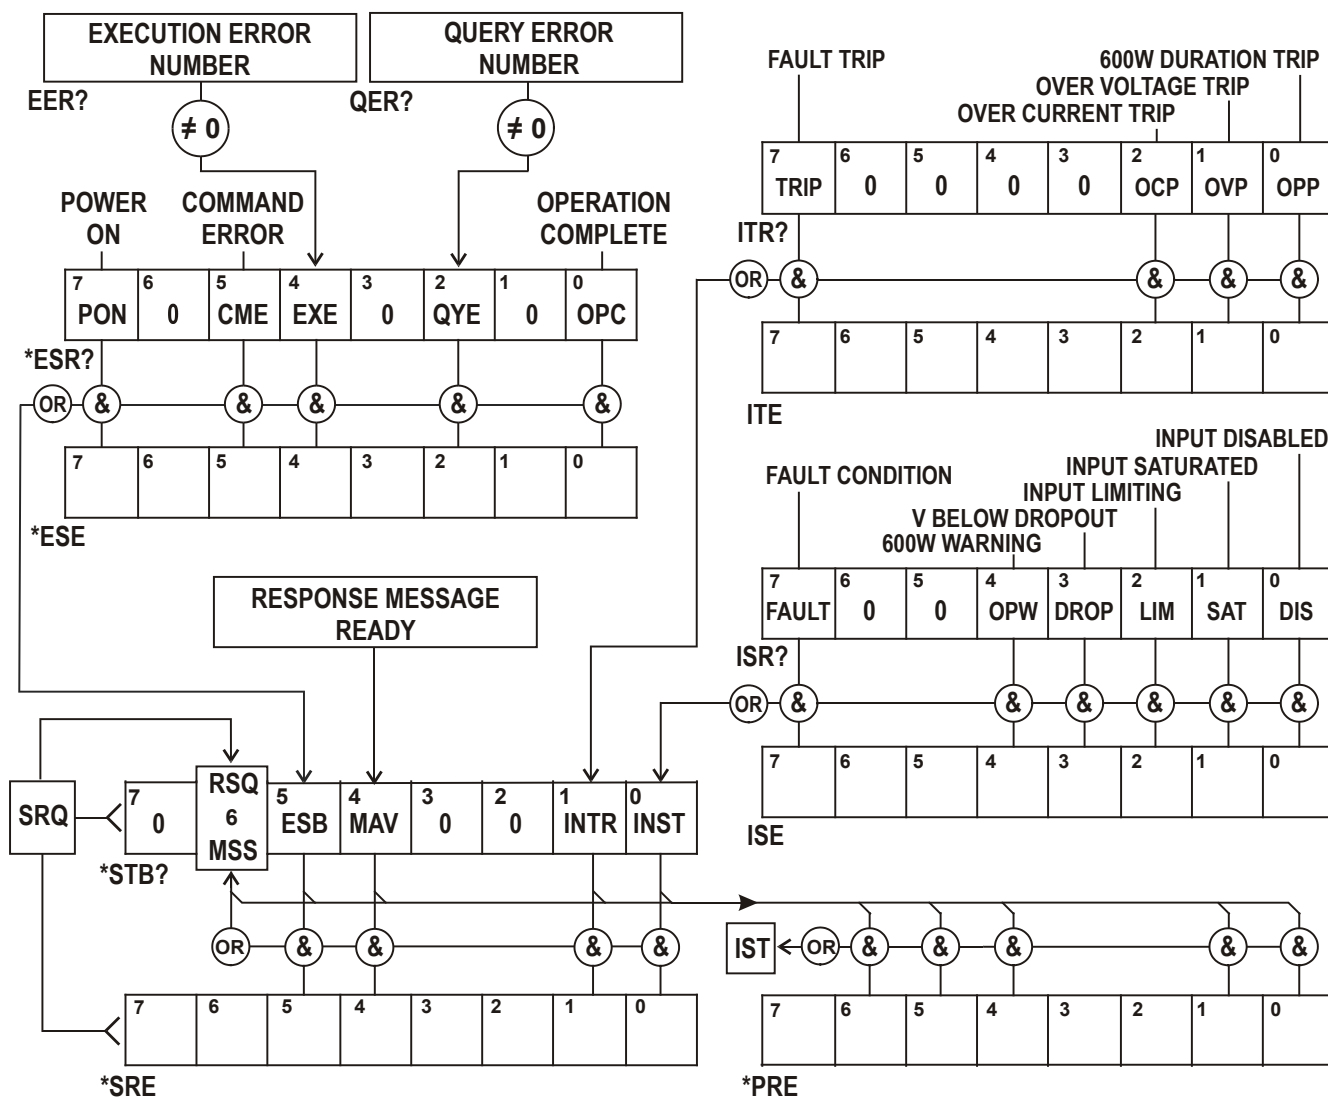 EXECUTION ERROR
NUMBER
EER?
≠ 0
QUERY ERROR
NUMBER
QER?
≠ 0
POWER
ON
COMMAND
ERROR
OPERATION
COMPLETE
7 6 5 4 3 2 1 0
PON 0 CME EXE 0 QYE 0 OPC
*ESR?
OR & & & & &
7 6 5 4 3 2 1 0
*ESE
RESPONSE MESSAGE
READY
SRQ
7 RSQ 5 4 3 2 1 0
0 6 ESB MAV 0 0 INTR INST
MSS
*STB?
OR & & & &
7 6 5 4 3 2 1 0
*SRE
FAULT TRIP
600W DURATION TRIP
OVER VOLTAGE TRIP
OVER CURRENT TRIP
7 6 5 4 3 2 1 0
TRIP 0 0 0 0 OCP OVP OPP
ITR?
OR & & & &
7 6 5 4 3 2 1 0
ITE
INPUT DISABLED
INPUT SATURATED
FAULT CONDITION
INPUT LIMITING
V BELOW DROPOUT
600W WARNING
7 6 5 4 3 2 1 0
FAULT 0 0 OPW DROP LIM SAT DIS
ISR?
OR & & & & & &
7 6 5 4 3 2 1 0
ISE
IST OR & & & & &
7 6 5 4 3 2 1 0
*PRE